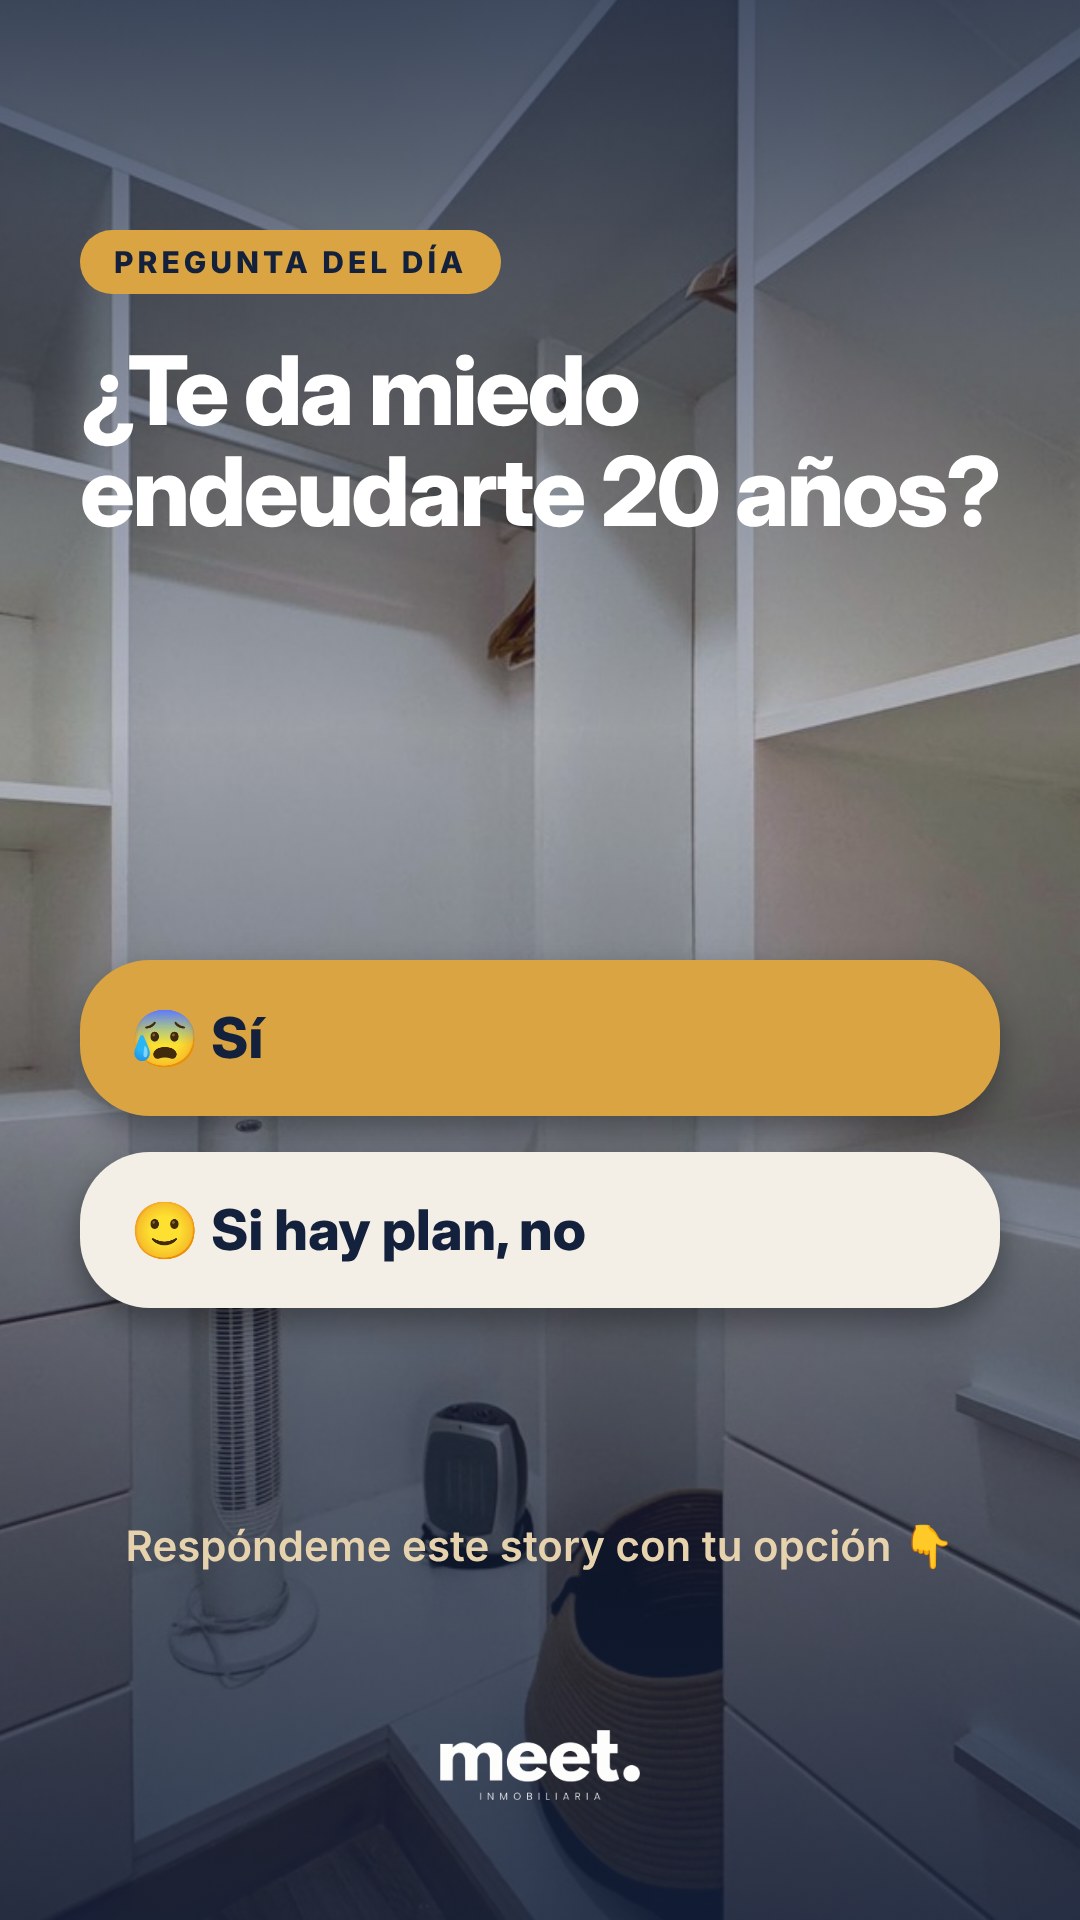 PREGUNTA DEL DÍA
¿Te da miedo
endeudarte 20 años?
😰 Sí
🙂 Si hay plan, no
Respóndeme este story con tu opción 👇
meet.
INMOBILIARIA